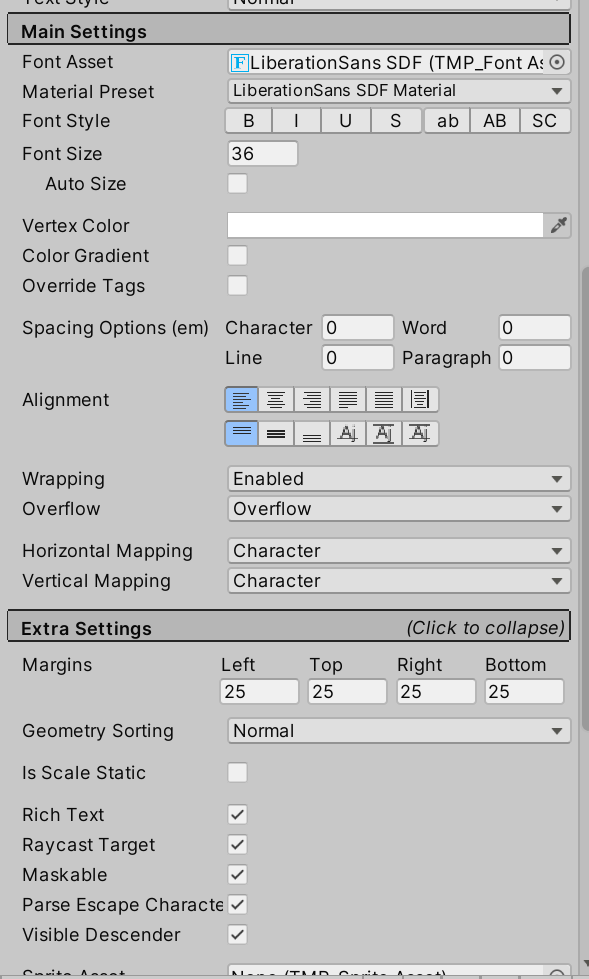 Text Style Normal
Main Settings
Font Asset F LiberationSans SDF (TMP_Font As
Material Preset LiberationSans SDF Material
Font Style B I U S ab AB SC
Font Size 36
Auto Size
Vertex Color
Color Gradient
Override Tags
Spacing Options (em) Character 0 Word 0
Line 0 Paragraph 0
Alignment
Aj Aj Aj
Wrapping Enabled
Overflow Overflow
Horizontal Mapping Character
Vertical Mapping Character
Extra Settings (Click to collapse)
Margins Left Top Right Bottom
25 25 25 25
Geometry Sorting Normal
Is Scale Static
Rich Text
Raycast Target
Maskable
Parse Escape Characte
Visible Descender
Sprite Asset None (TMP_Sprite Asset)